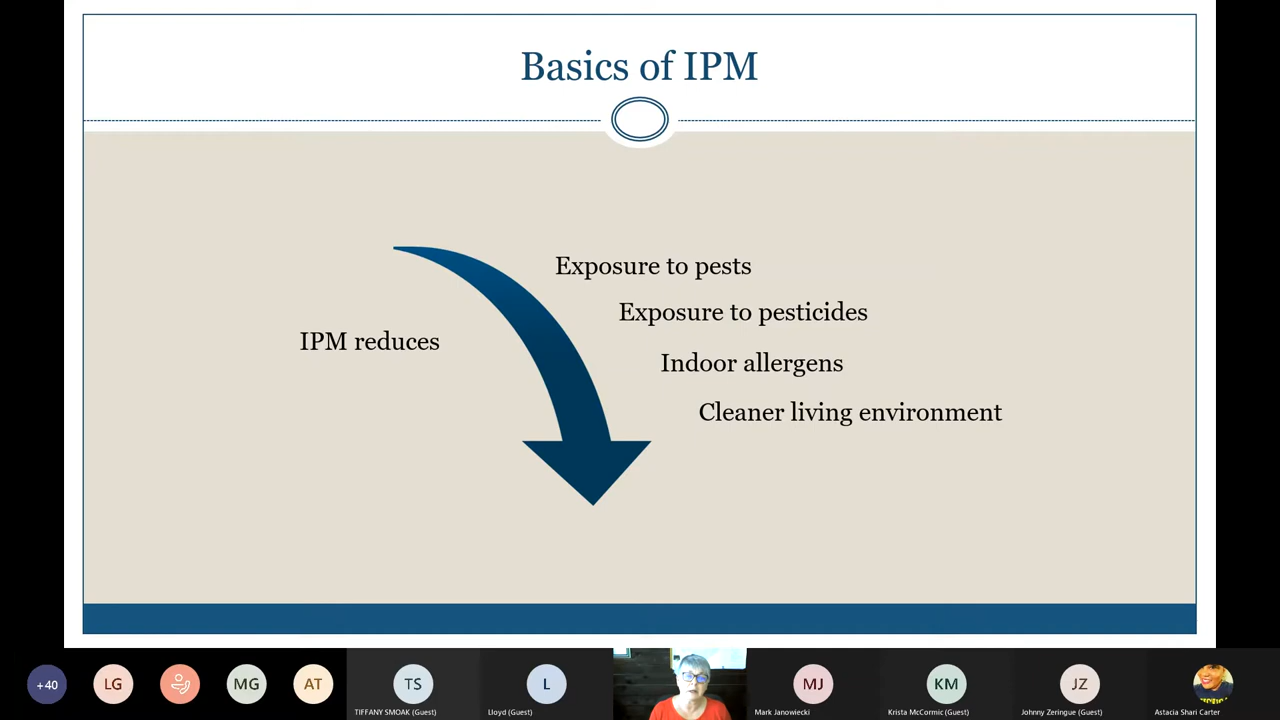 Basics of IPM
Exposure to pests
Exposure to pesticides
IPM reduces
Indoor allergens
Cleaner living environment
+40
LG
MG
AT
TS
L
MJ
KM
JZ
TIFFANY SMOAK (Guest)
Lloyd (Guest)
Mark Janowiecki
Krista McCormic (Guest)
Johnny Zeringue (Guest)
Astacia Shari Carter